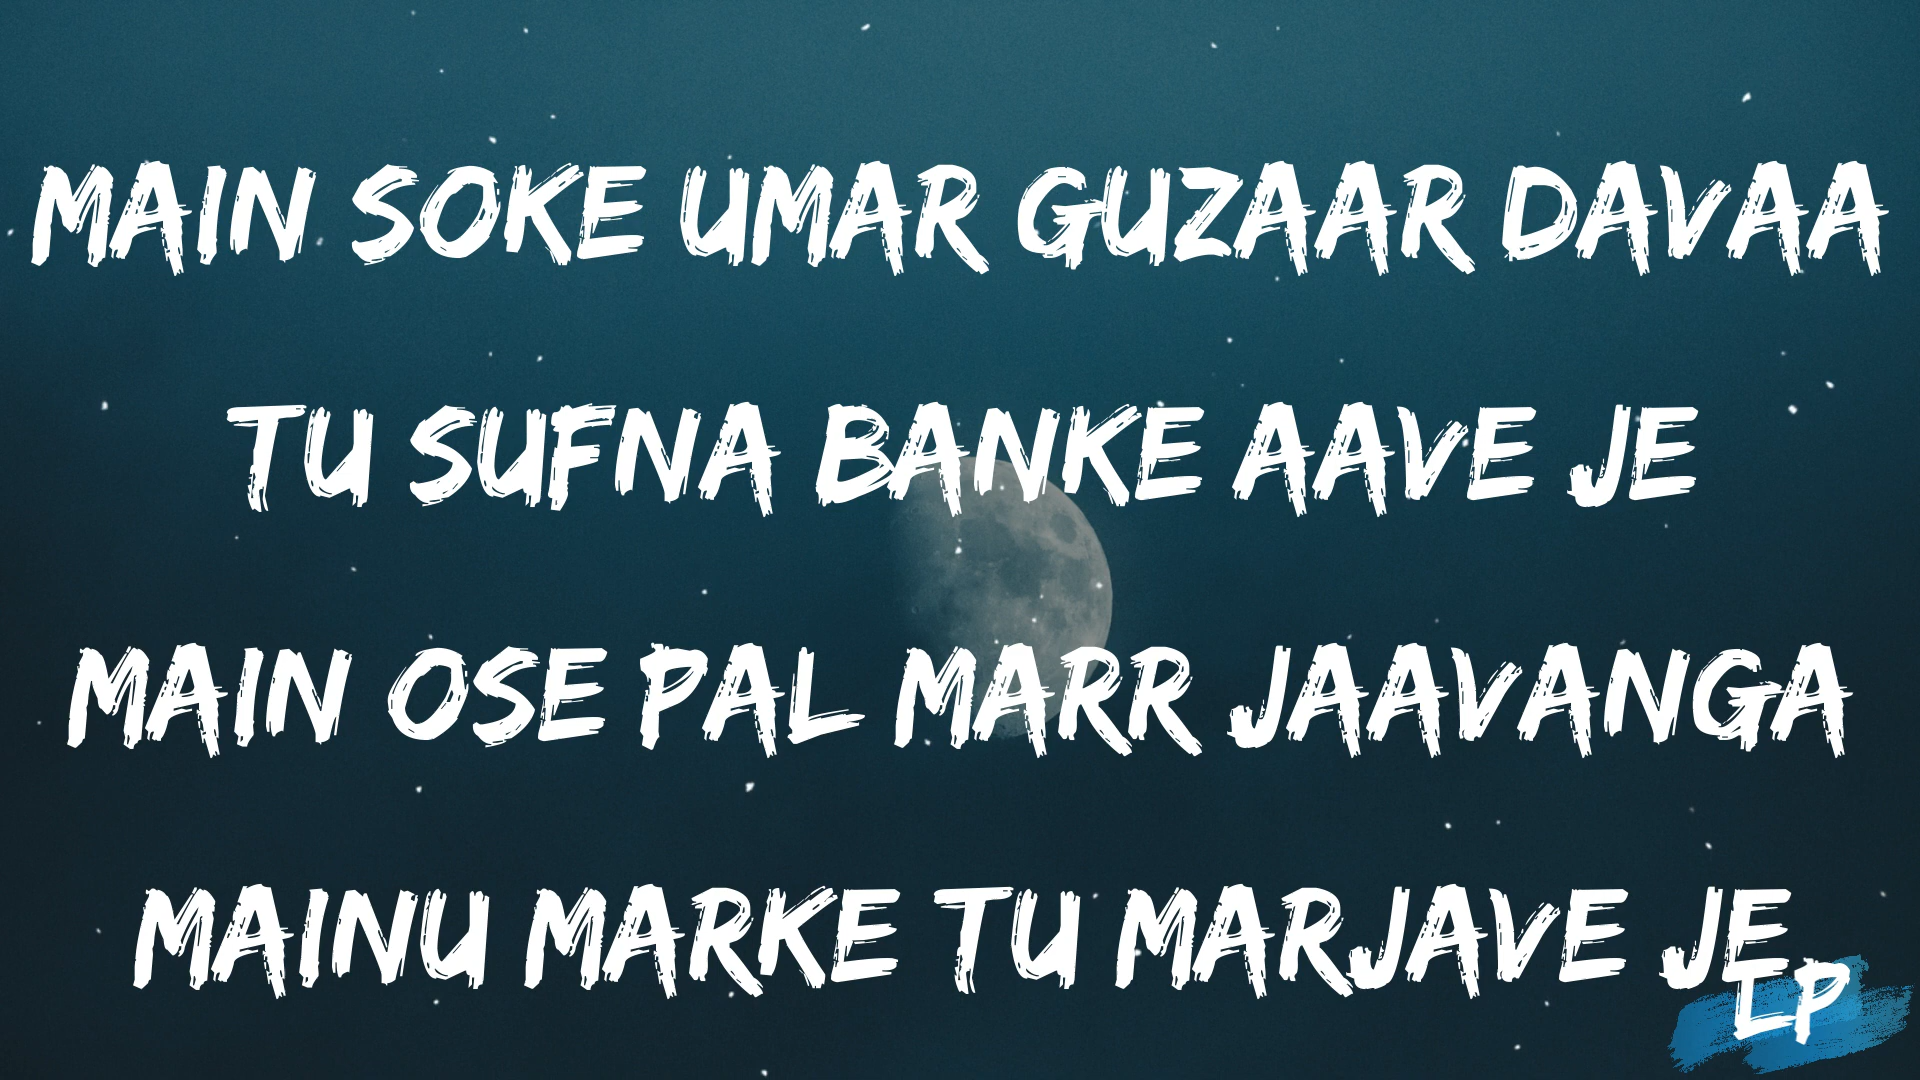 MAIN SOKE UMAR GUZAAR DAVAA
TU SUFNA BANKE AAVE JE
MAIN OSE PAL MARR JAAVANGA
MAINU MARKE TU MARJAVE JE
LP